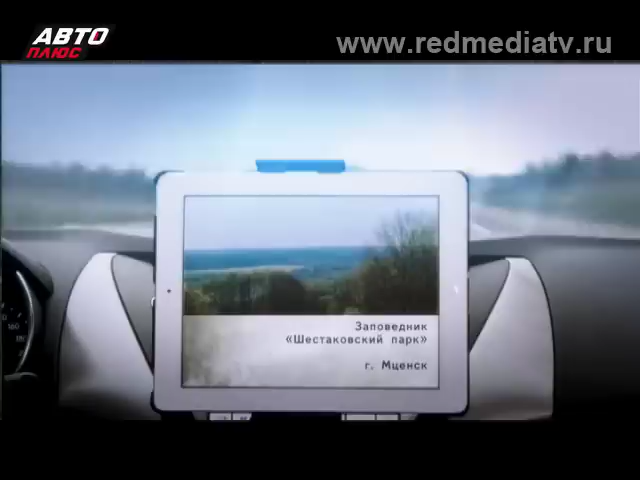 АВТО
ПЛЮС
www.redmediatv.ru
Заповедник
«Шестаковский парк»
г. Мценск